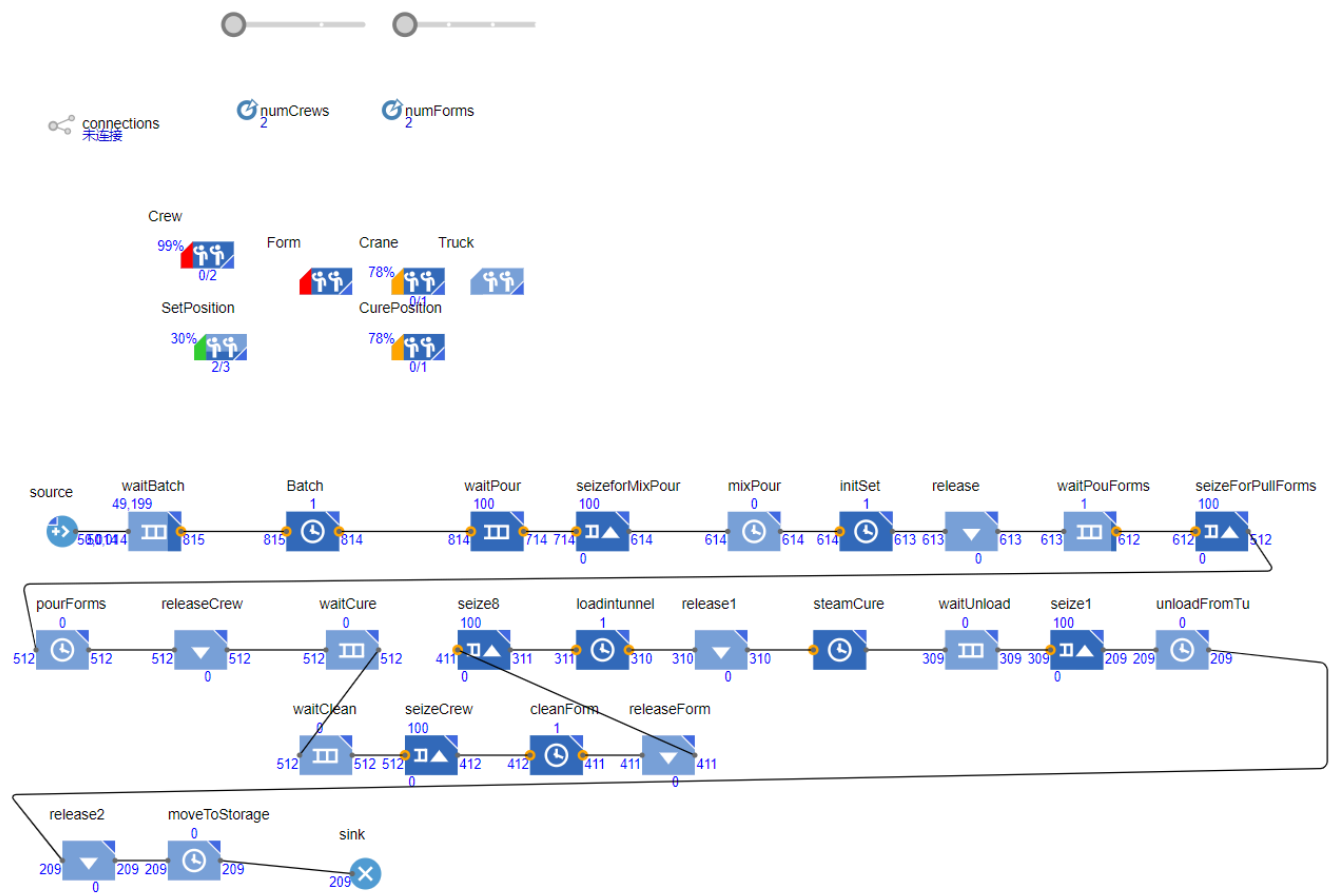 numCrews
2
numForms
2
connections
未连接
Crew
99%
0/2
Form
Crane
78%
0/1
Truck
SetPosition
30%
2/3
CurePosition
78%
0/1
source
waitBatch
49,199
815
Batch
1
815
814
waitPour
100
814
714
seizeforMixPour
100
714
614
0
mixPour
0
614
614
initSet
1
614
613
release
613
613
0
waitPouForms
1
613
612
seizeForPullForms
100
612
512
0
pourForms
0
512
512
releaseCrew
512
512
0
waitCure
0
512
512
seize8
100
411
311
0
loadintunnel
1
311
310
release1
310
310
0
steamCure
waitUnload
0
309
309
seize1
100
309
209
0
unloadFromTu
0
209
209
waitClean
0
512
512
seizeCrew
100
512
412
0
cleanForm
1
412
411
releaseForm
411
411
0
release2
209
209
0
moveToStorage
0
209
209
sink
209